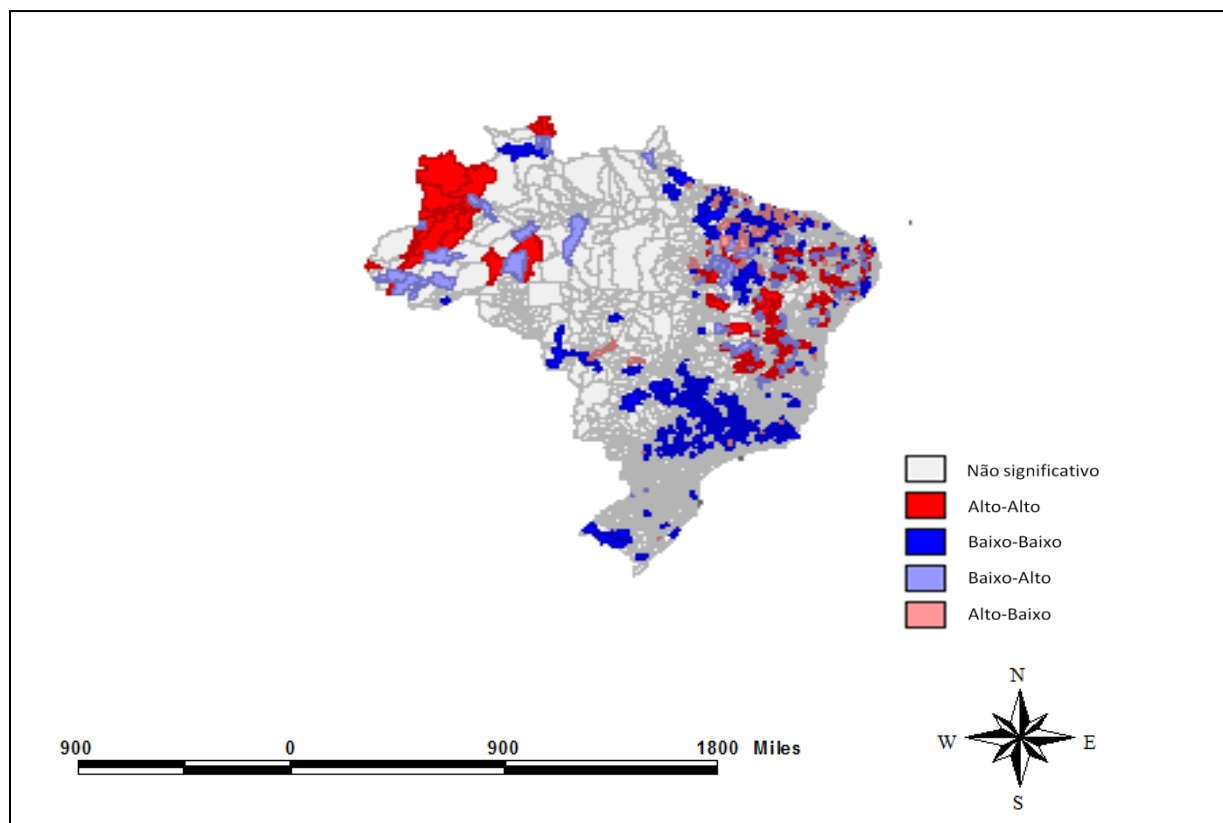 Não significativo
Alto-Alto
Baixo-Baixo
Baixo-Alto
Alto-Baixo
N
W E
S
900 0 900 1800 Miles